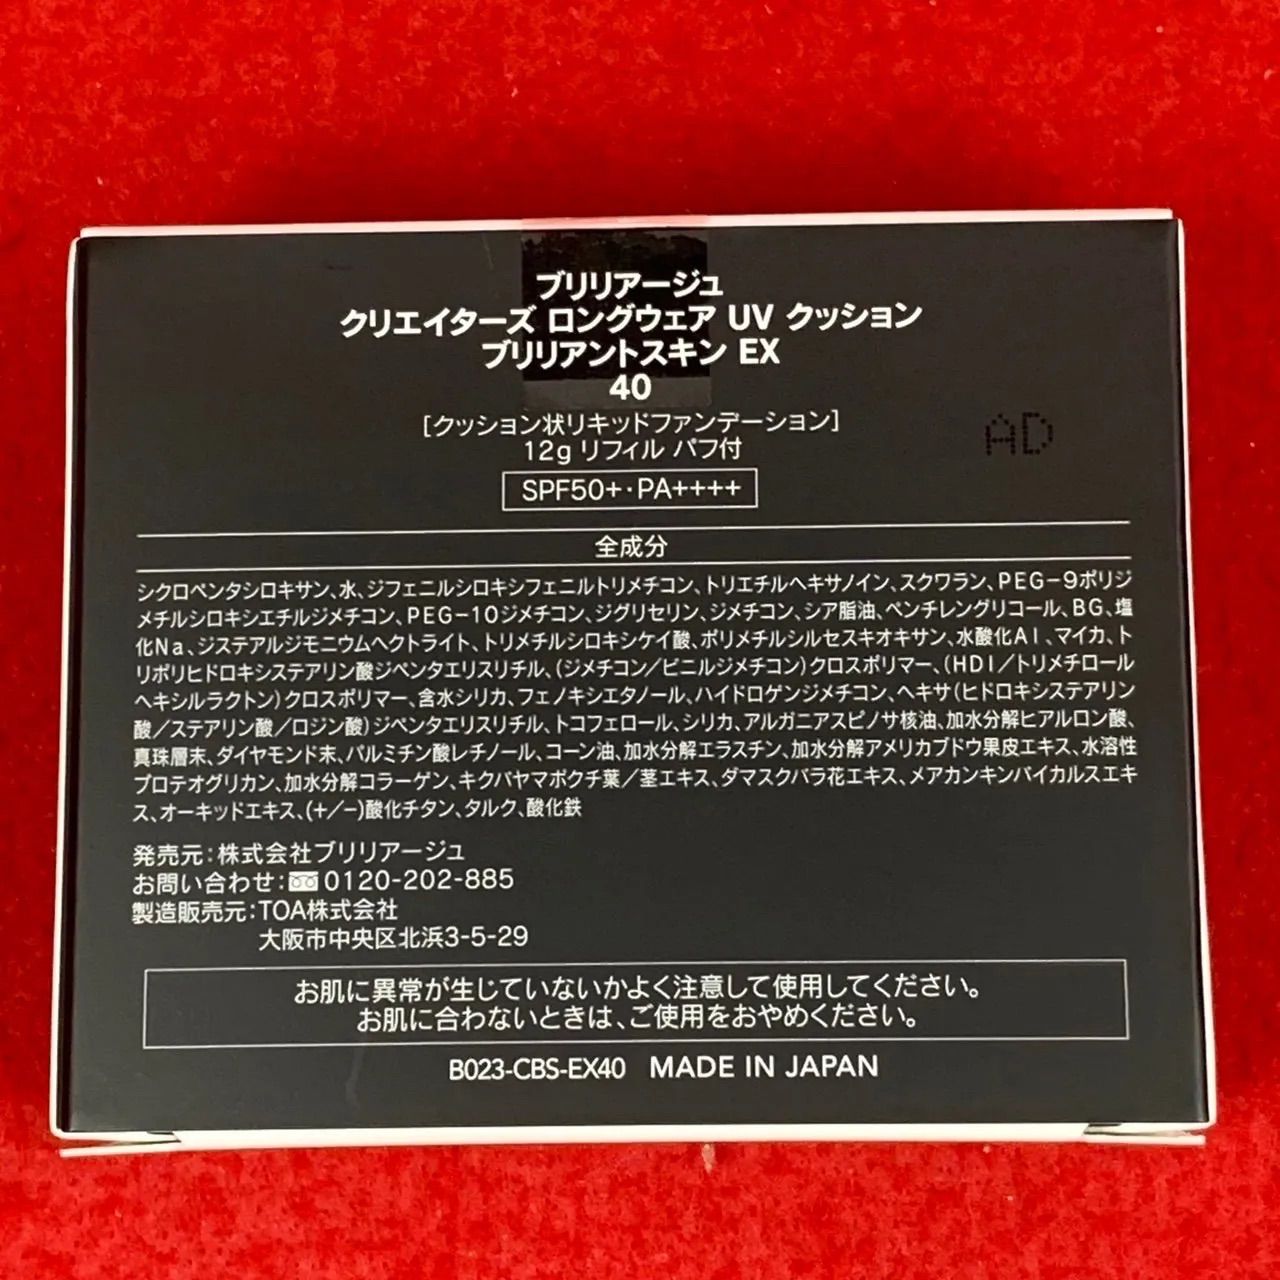 ブリリアージュ
クリエイターズ ロングウェア UV クッション
ブリリアントスキン EX
40
[クッション状リキッドファンデーション]
12g リフィル パフ付
AD
SPF50+・PA++++
全成分
シクロペンタシロキサン、水、ジフェニルシロキシフェニルトリメチコン、トリエチルヘキサノイン、スクワラン、PEG-9ポリジ
メチルシロキシエチルジメチコン、PEG-10ジメチコン、ジグリセリン、ジメチコン、シア脂油、ペンチレングリコール、BG、塩
化Na、ジステアルジモニウムヘクトライト、トリメチルシロキシケイ酸、ポリメチルシルセスキオキサン、水酸化Al、マイカ、ト
リポリヒドロキシステアリン酸ジペンタエリスリチル、(ジメチコン/ビニルジメチコン)クロスポリマー、(HDI/トリメチロール
ヘキシルラクトン)クロスポリマー、含水シリカ、フェノキシエタノール、ハイドロゲンジメチコン、ヘキサ(ヒドロキシステアリン
酸/ステアリン酸/ロジン酸)ジペンタエリスリチル、トコフェロール、シリカ、アルガニアスピノサ核油、加水分解ヒアルロン酸、
真珠層末、ダイヤモンド末、パルミチン酸レチノール、コーン油、加水分解エラスチン、加水分解アメリカブドウ果皮エキス、水溶性
プロテオグリカン、加水分解コラーゲン、キクバヤマボクチ葉/茎エキス、ダマスクバラ花エキス、メアカンキンバイカルスエキ
ス、オーキッドエキス、(+/-)酸化チタン、タルク、酸化鉄
発売元:株式会社ブリリアージュ
お問い合わせ:0120-202-885
製造販売元:TOA株式会社
大阪市中央区北浜3-5-29
お肌に異常が生じていないかよく注意して使用してください。
お肌に合わないときは、ご使用をおやめください。
B023-CBS-EX40 MADE IN JAPAN